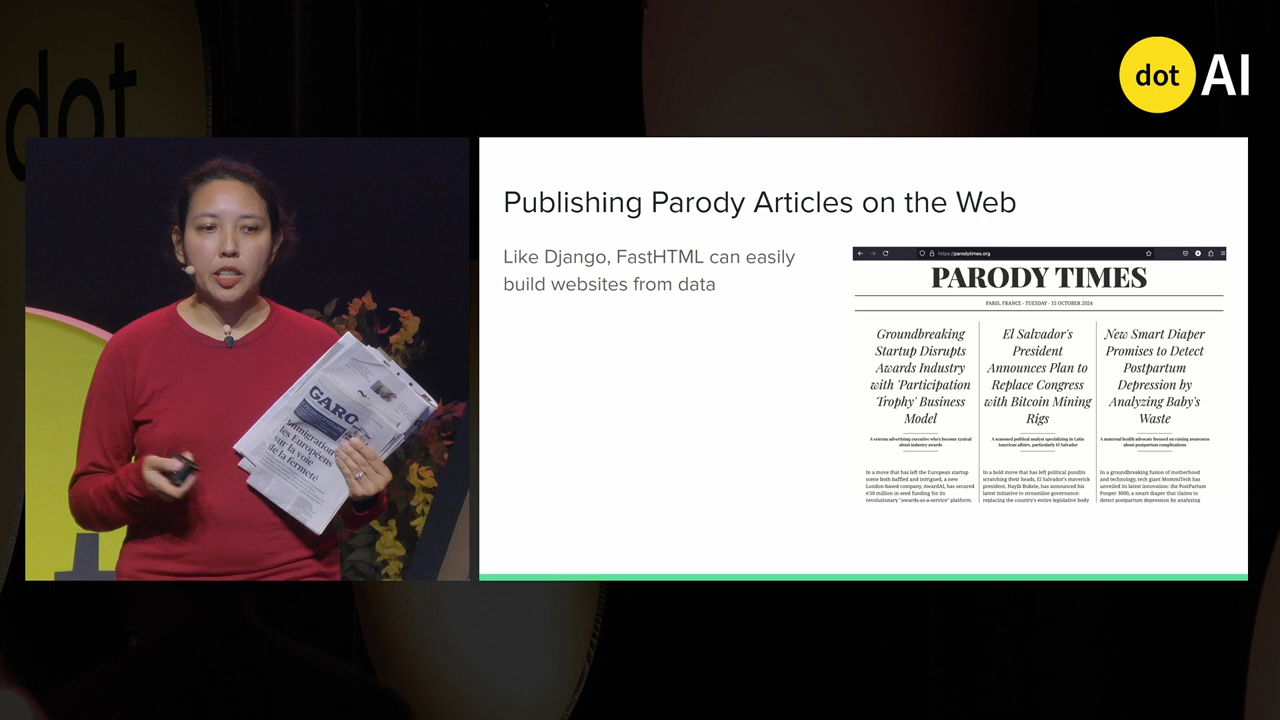 dot
dot AI
Publishing Parody Articles on the Web
Like Django, FastHTML can easily
build websites from data
https://parodytimes.org
PARODY TIMES
PARIS, FRANCE - TUESDAY - 15 OCTOBER 2024
Groundbreaking
Startup Disrupts
Awards Industry
with 'Participation
Trophy' Business
Model
A veteran advertising executive who's become cynical
about industry awards
In a move that has left the European startup
scene both baffled and intrigued, a new
London-based company, AwardAI, has secured
€50 million in seed funding for its
revolutionary "awards-as-a-service" platform.
El Salvador's
President
Announces Plan to
Replace Congress
with Bitcoin Mining
Rigs
A seasoned political analyst specializing in Latin
American affairs, particularly El Salvador
In a bold move that has left political pundits
scratching their heads, El Salvador's maverick
president, Nayib Bukele, has announced his
latest initiative to streamline governance:
replacing the country's entire legislative body
New Smart Diaper
Promises to Detect
Postpartum
Depression by
Analyzing Baby's
Waste
A maternal health advocate focused on raising awareness
about postpartum complications
In a groundbreaking fusion of motherhood
and technology, tech giant MommiTech has
unveiled its latest innovation: the PostPartum
Pooper 3000, a smart diaper that claims to
detect postpartum depression by analyzing
GARO
Immigration
les Européens
sur la voie
de la fermeté